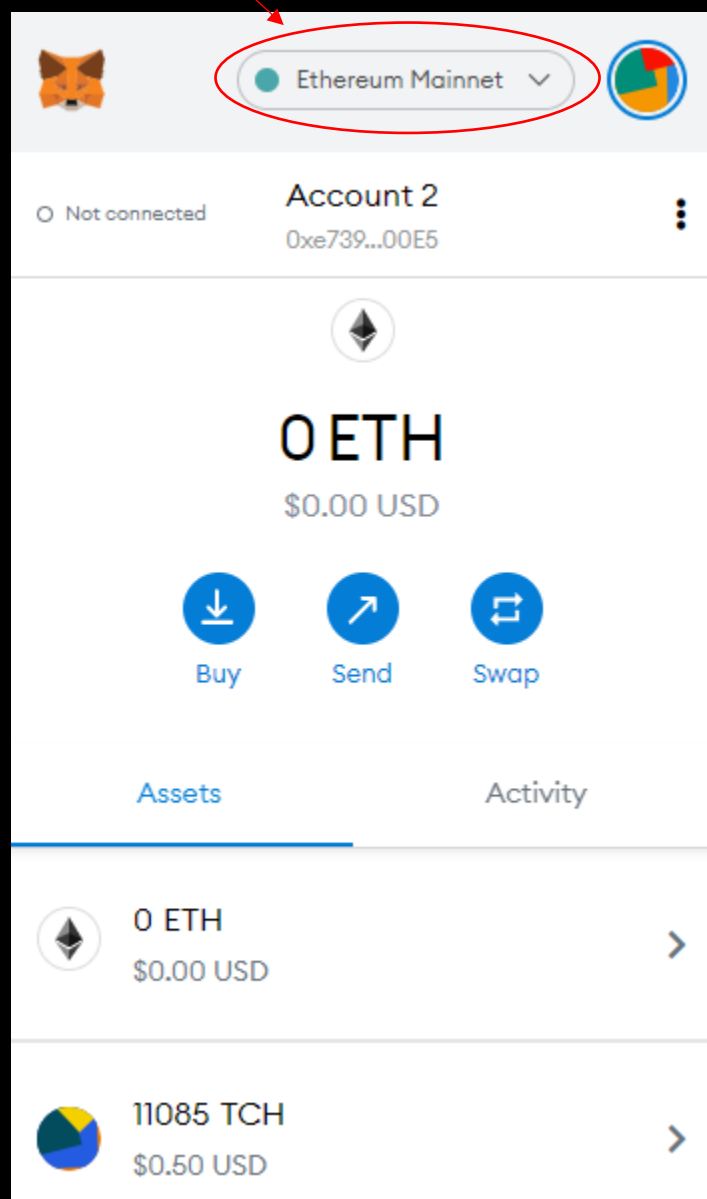 Ethereum Mainnet
Not connected
Account 2
0xe739...00E5
0 ETH
$0.00 USD
Buy
Send
Swap
Assets
Activity
0 ETH
$0.00 USD
11085 TCH
$0.50 USD